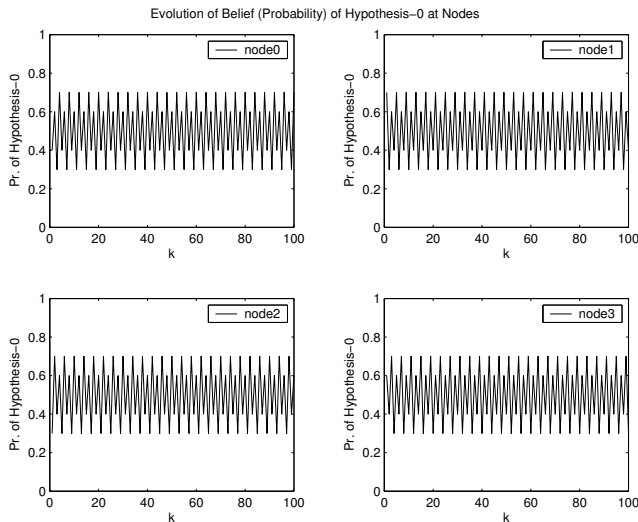 Evolution of Belief (Probability) of Hypothesis−0 at Nodes
1
0.8
0.6
0.4
0.2
0
Pr. of Hypothesis−0
node0
0 20 40 60 80 100
k
1
0.8
0.6
0.4
0.2
0
Pr. of Hypothesis−0
node1
0 20 40 60 80 100
k
1
0.8
0.6
0.4
0.2
0
Pr. of Hypothesis−0
node2
0 20 40 60 80 100
k
1
0.8
0.6
0.4
0.2
0
Pr. of Hypothesis−0
node3
0 20 40 60 80 100
k